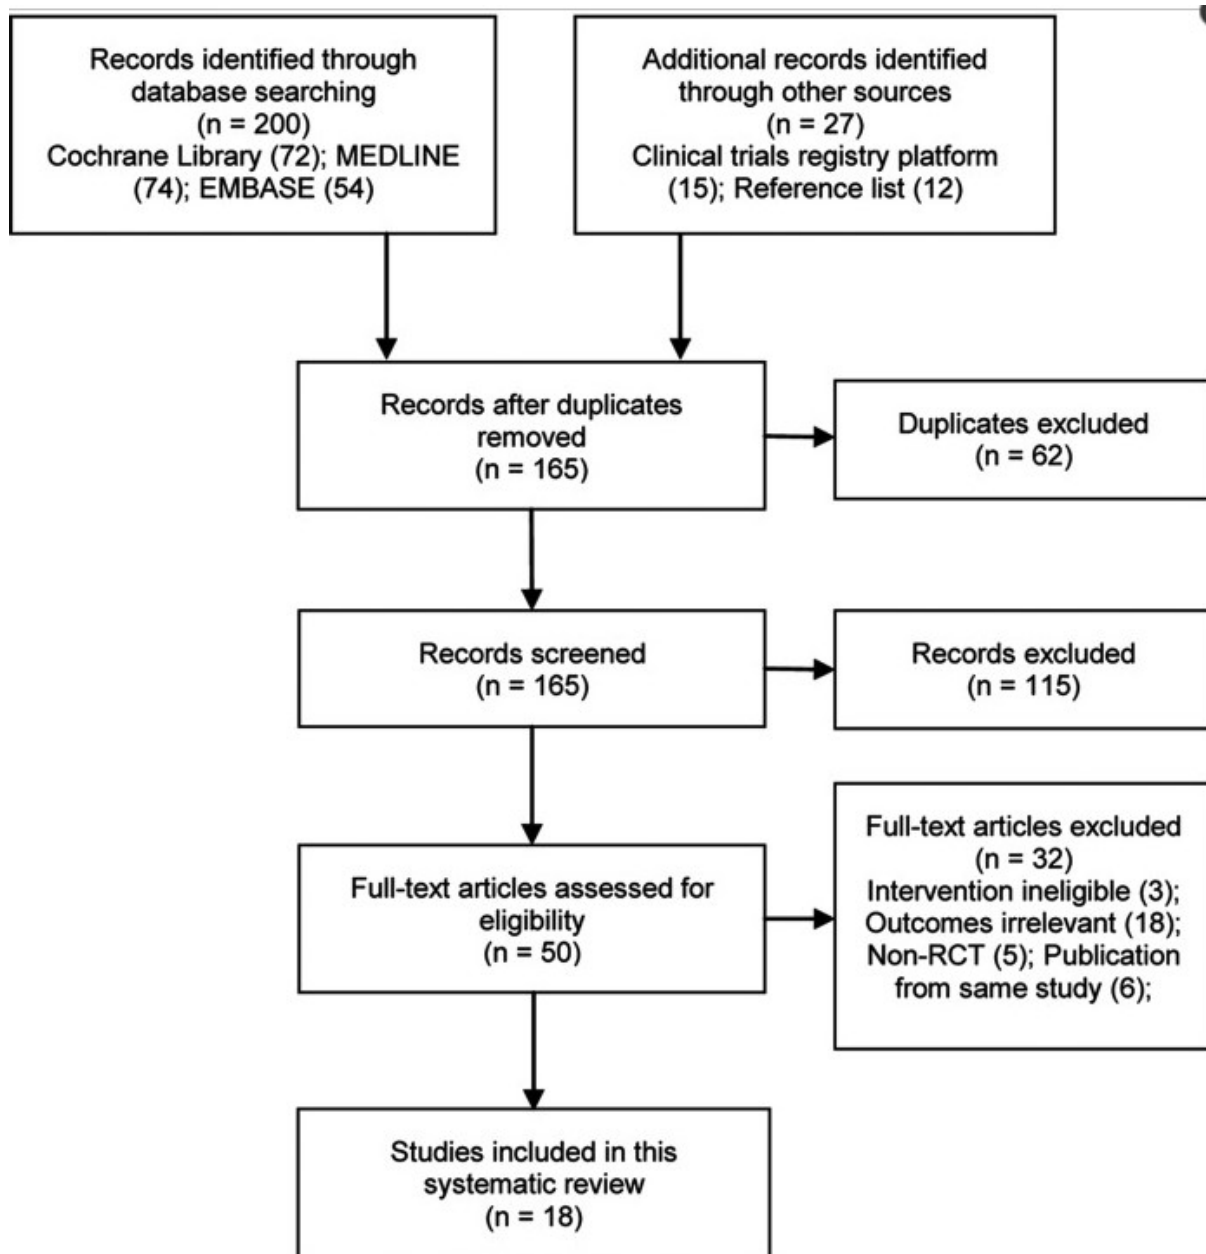 Records identified through
database searching
(n = 200)
Cochrane Library (72); MEDLINE
(74); EMBASE (54)
Additional records identified
through other sources
(n = 27)
Clinical trials registry platform
(15); Reference list (12)
Records after duplicates
removed
(n = 165)
Duplicates excluded
(n = 62)
Records screened
(n = 165)
Records excluded
(n = 115)
Full-text articles assessed for
eligibility
(n = 50)
Full-text articles excluded
(n = 32)
Intervention ineligible (3);
Outcomes irrelevant (18);
Non-RCT (5); Publication
from same study (6);
Studies included in this
systematic review
(n = 18)